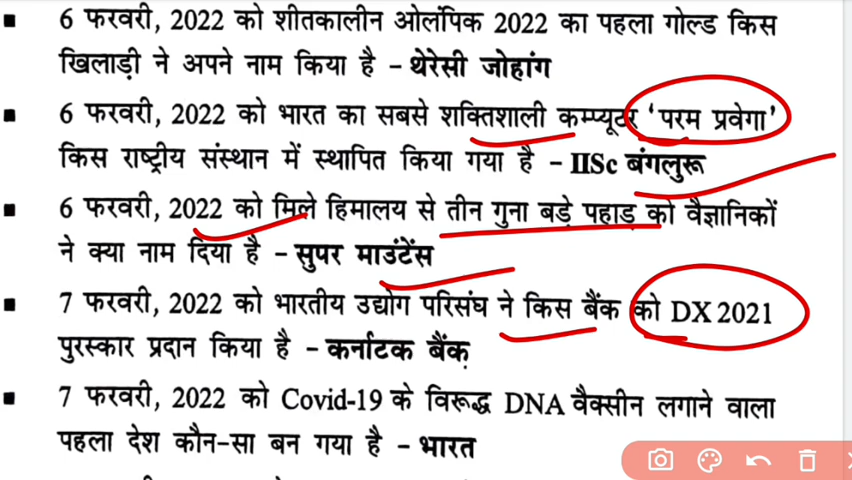 ▪ 6 फरवरी, 2022 को शीतकालीन ओलंपिक 2022 का पहला गोल्ड किस
खिलाड़ी ने अपने नाम किया है – थेरेसी जोहांग
▪ 6 फरवरी, 2022 को भारत का सबसे शक्तिशाली कम्प्यूटर ‘परम प्रवेगा’
किस राष्ट्रीय संस्थान में स्थापित किया गया है – IISc बंगलुरू
▪ 6 फरवरी, 2022 को मिले हिमालय से तीन गुना बड़े पहाड़ को वैज्ञानिकों
ने क्या नाम दिया है – सुपर माउंटेंस
▪ 7 फरवरी, 2022 को भारतीय उद्योग परिसंघ ने किस बैंक को DX 2021
पुरस्कार प्रदान किया है – कर्नाटक बैंक
▪ 7 फरवरी, 2022 को Covid-19 के विरूद्ध DNA वैक्सीन लगाने वाला
पहला देश कौन-सा बन गया है – भारत